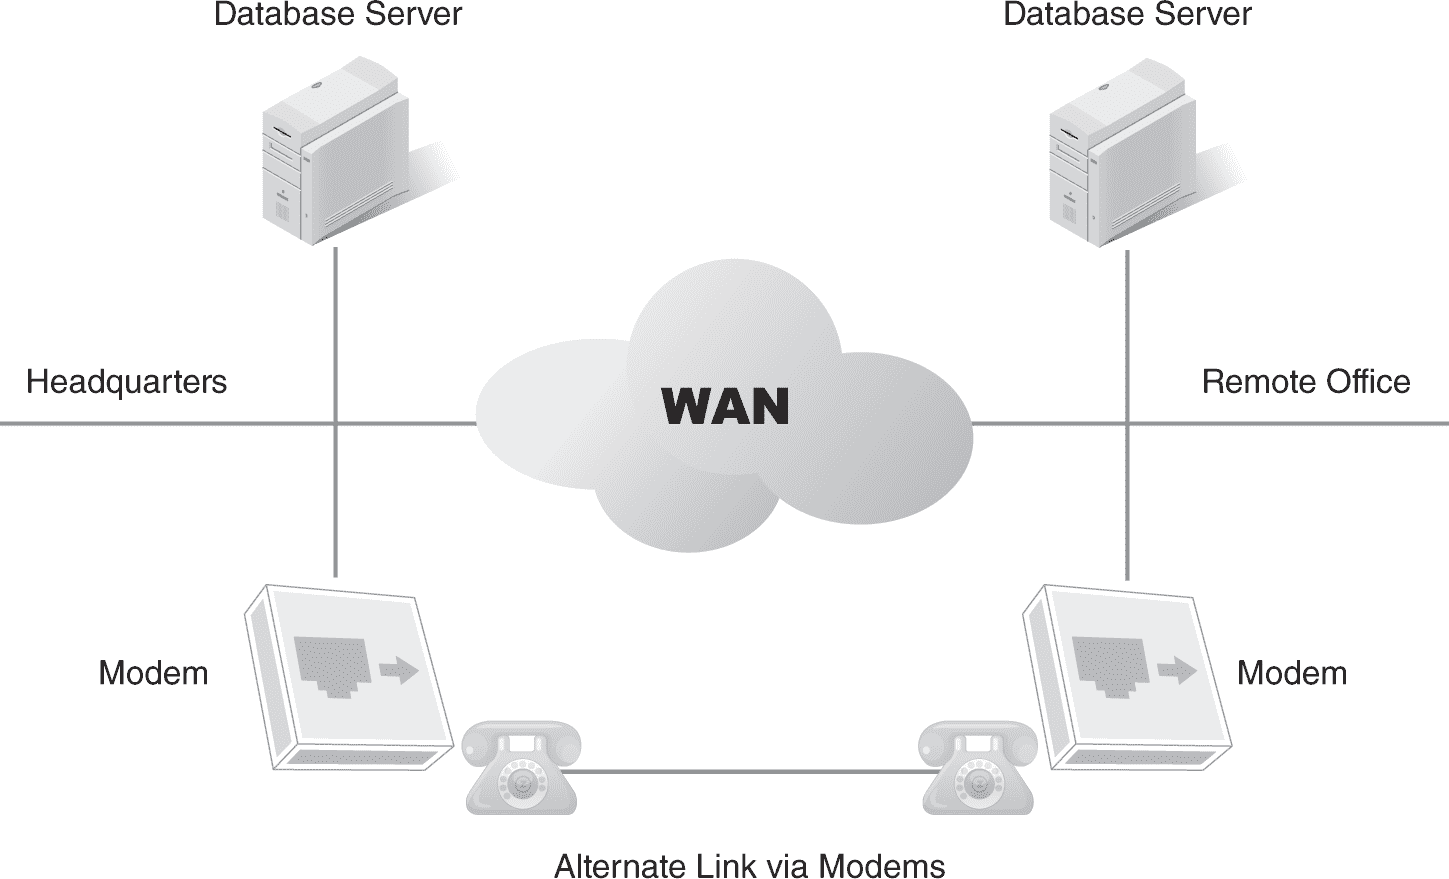 Database Server
Database Server
Headquarters
WAN
Remote Office
Modem
Modem
Alternate Link via Modems